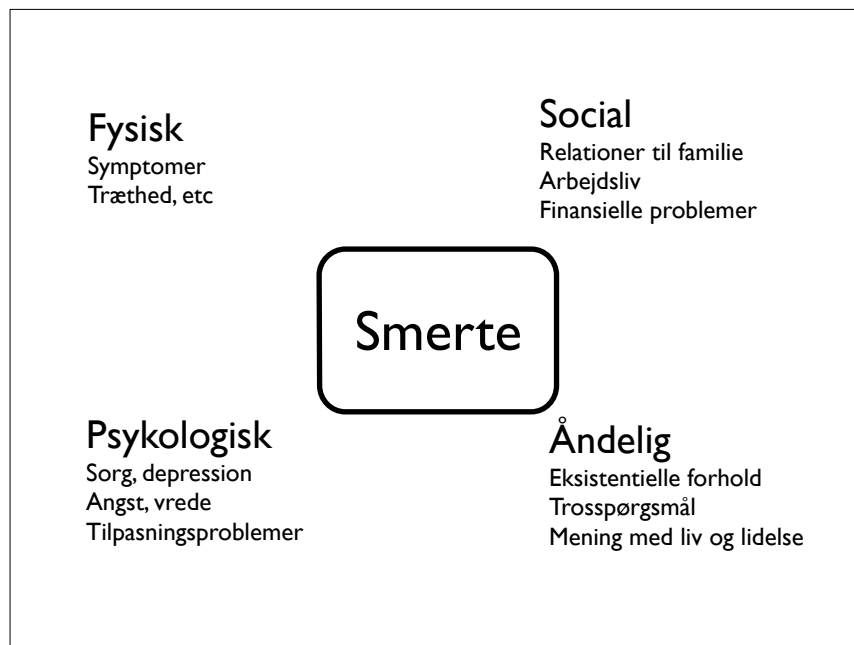 Fysisk
Symptomer
Træthed, etc
Social
Relationer til familie
Arbejdsliv
Finansielle problemer
Smerte
Psykologisk
Sorg, depression
Angst, vrede
Tilpasningsproblemer
Åndelig
Eksistentielle forhold
Trosspørgsmål
Mening med liv og lidelse